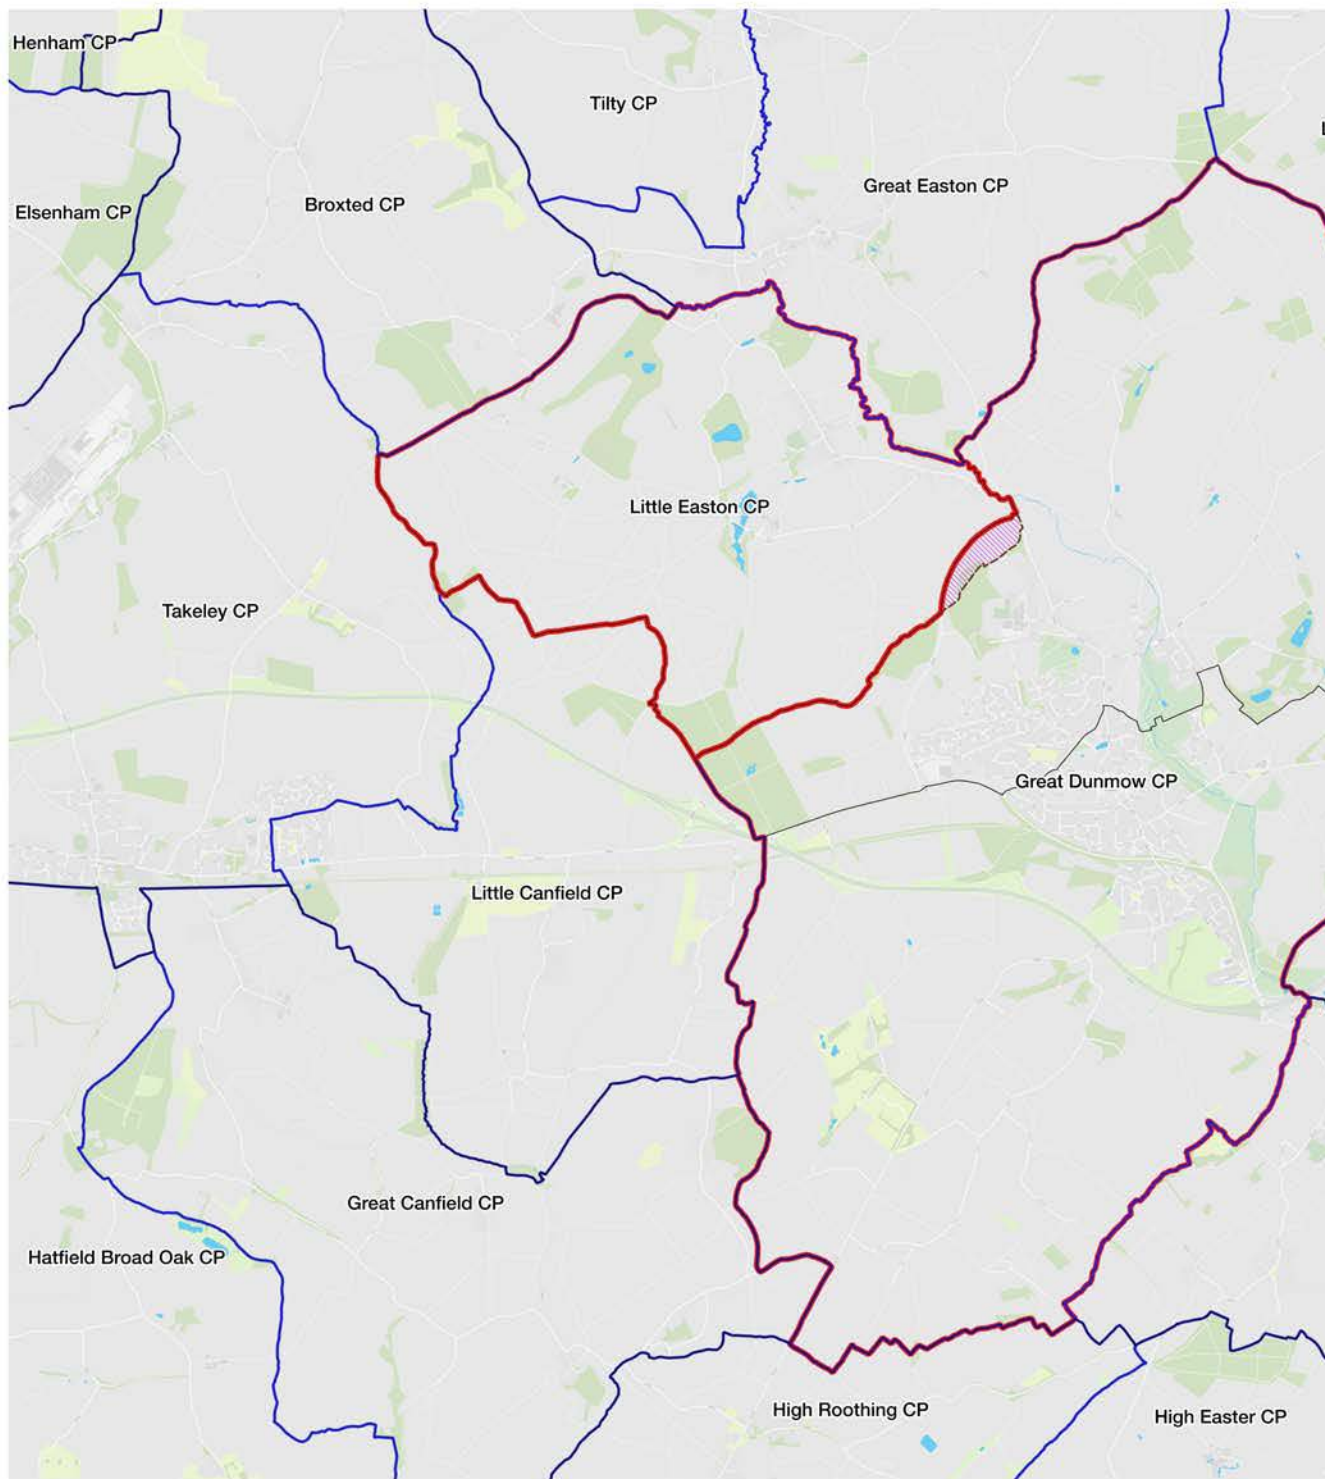 Henham CP
Tilty CP
Great Easton CP
Elsenham CP
Broxted CP
Little Easton CP
Takeley CP
Great Dunmow CP
Little Canfield CP
Great Canfield CP
Hatfield Broad Oak CP
High Roothing CP
High Easter CP